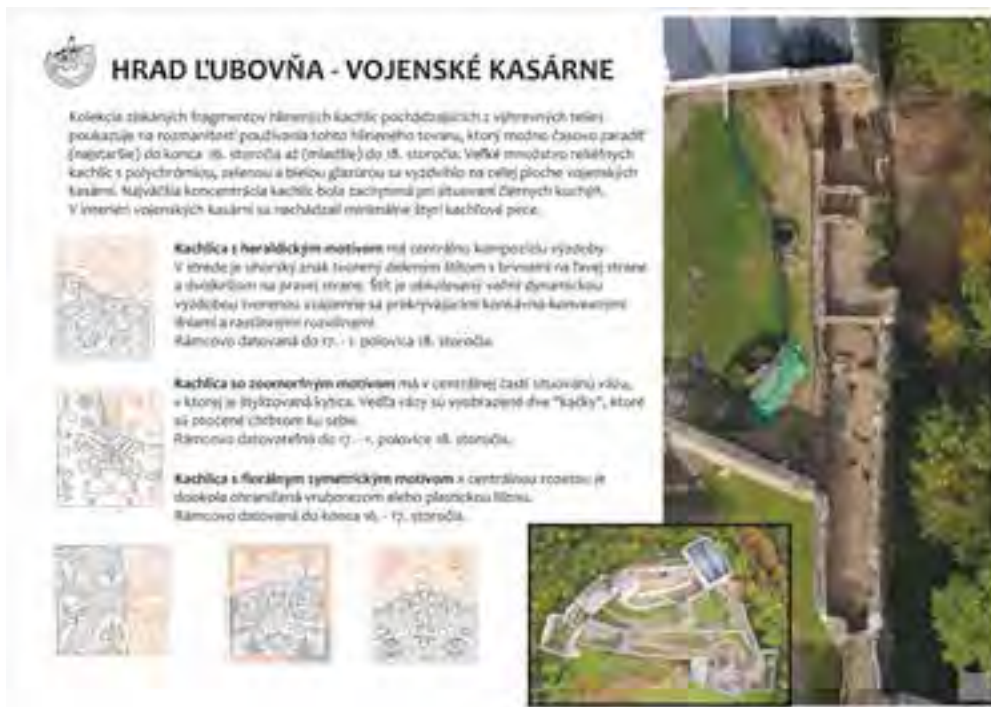 HRAD ĽUBOVŇA - VOJENSKÉ KASÁRNE
Kolekcia získaných fragmentov hlinených kachlíc pochádzajúcich z výhrevných telies
poukazuje na rozmanitosť používania tohto hlineného tovaru, ktorý možno časovo zaradiť
(najstaršie) do konca 16. storočia až (mladšie) do 18. storočia. Veľké množstvo reliéfnych
kachlíc s polychrómiou, zelenou a bielou glazúrou sa vyzdvihlo na celej ploche vojenských
kasární. Najväčšia koncentrácia kachlíc bola zachytená pri situovaní čiernych kuchýň.
V interiéri vojenských kasární sa nachádzali minimálne štyri kachľové pece.
Kachlica s heraldickým motívom má centrálnu kompozíciu výzdoby.
V strede je uhorský znak tvorený deleným štítom s brvnami na ľavej strane
a dvojkrížom na pravej strane. Štít je obkolesený voľnú dynamickou
výzdobou tvorenou vzájomne sa prekrývajúcimi konkávno-konvexnými
líniami a rastlinnými rozvilinami.
Rámcovo datovaná do 17. - 1. polovica 18. storočia.
Kachlica so zoomorfným motívom má v centrálnej časti situovanú vázu,
v ktorej je štylizovaná kytica. Vedľa vázy sú vyobrazené dve "kačky", ktoré
sú otočené chrbtom ku sebe.
Rámcovo datovateľná do 17. - 1. polovice 18. storočia.
Kachlica s florálnym symetrickým motívom a centrálnou rozetou je
dookola ohraničená vruborezom alebo plastickou lištou.
Rámcovo datovaná do konca 16. - 17. storočia.